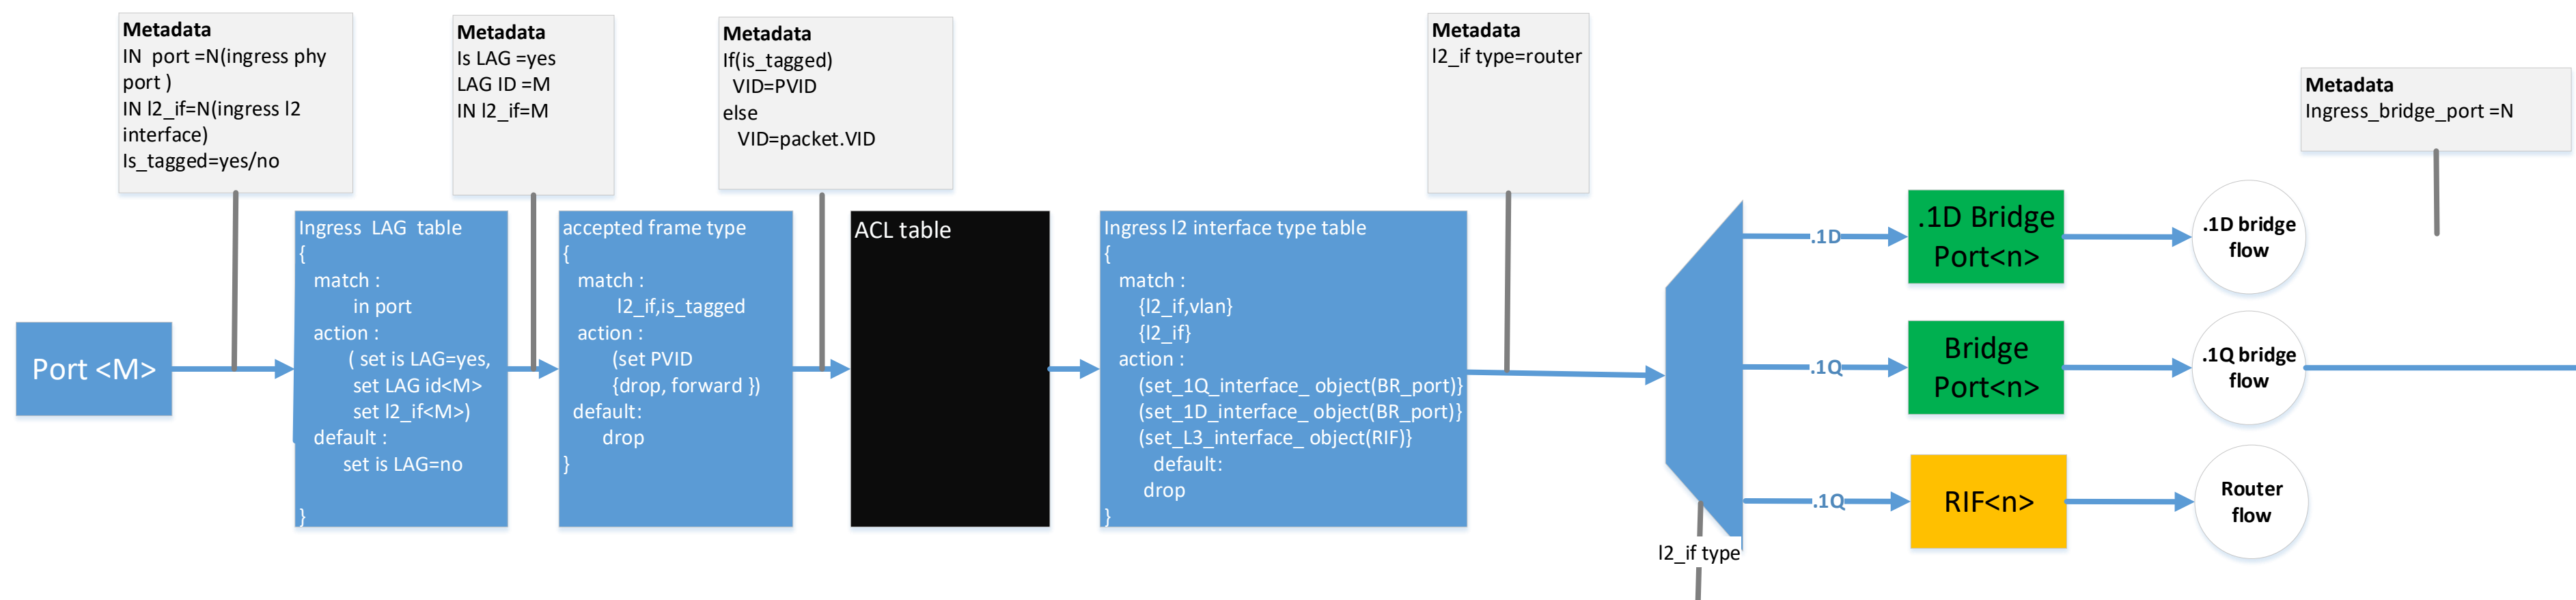 Metadata
IN port =N(ingress phy
port )
IN l2_if=N(ingress l2
interface)
Is_tagged=yes/no
Metadata
Is LAG =yes
LAG ID =M
IN l2_if=M
Metadata
If(is_tagged)
VID=PVID
else
VID=packet.VID
Metadata
l2_if type=router
Metadata
Ingress_bridge_port =N
Port <M>
Ingress LAG table
{
match :
in port
action :
( set is LAG=yes,
set LAG id<M>
set l2_if<M>)
default :
set is LAG=no
}
accepted frame type
{
match :
l2_if,is_tagged
action :
(set PVID
{drop, forward })
default:
drop
}
ACL table
Ingress l2 interface type table
{
match :
{l2_if,vlan}
{l2_if}
action :
(set_1Q_interface_ object(BR_port)}
(set_1D_interface_ object(BR_port)}
(set_L3_interface_ object(RIF)}
default:
drop
}
l2_if type
.1D
.1D Bridge
Port<n>
.1D bridge
flow
.1Q
Bridge
Port<n>
.1Q bridge
flow
.1Q
RIF<n>
Router
flow